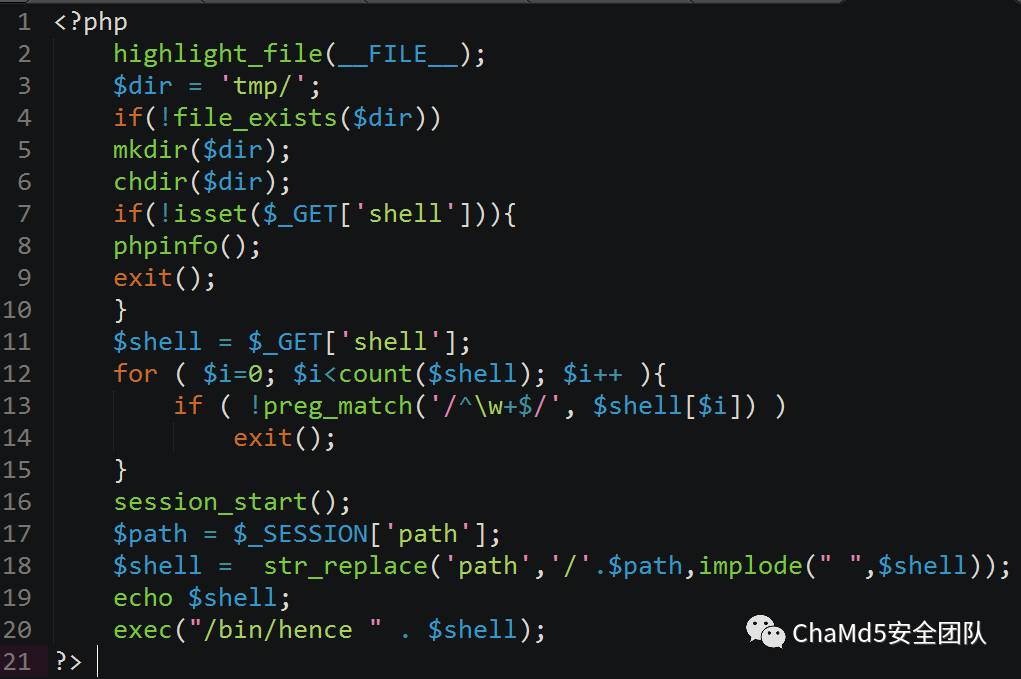 1 <?php
2     highlight_file(__FILE__);
3     $dir = 'tmp/';
4     if(!file_exists($dir))
5     mkdir($dir);
6     chdir($dir);
7     if(!isset($_GET['shell'])){
8     phpinfo();
9     exit();
10     }
11     $shell = $_GET['shell'];
12     for ( $i=0; $i<count($shell); $i++ ){
13         if ( !preg_match('/^\w+$/', $shell[$i]) )
14             exit();
15     }
16     session_start();
17     $path = $_SESSION['path'];
18     $shell =  str_replace('path','/'.$path,implode(" ",$shell));
19     echo $shell;
20     exec("/bin/hence " . $shell);
21 ?>
ChaMd5安全团队